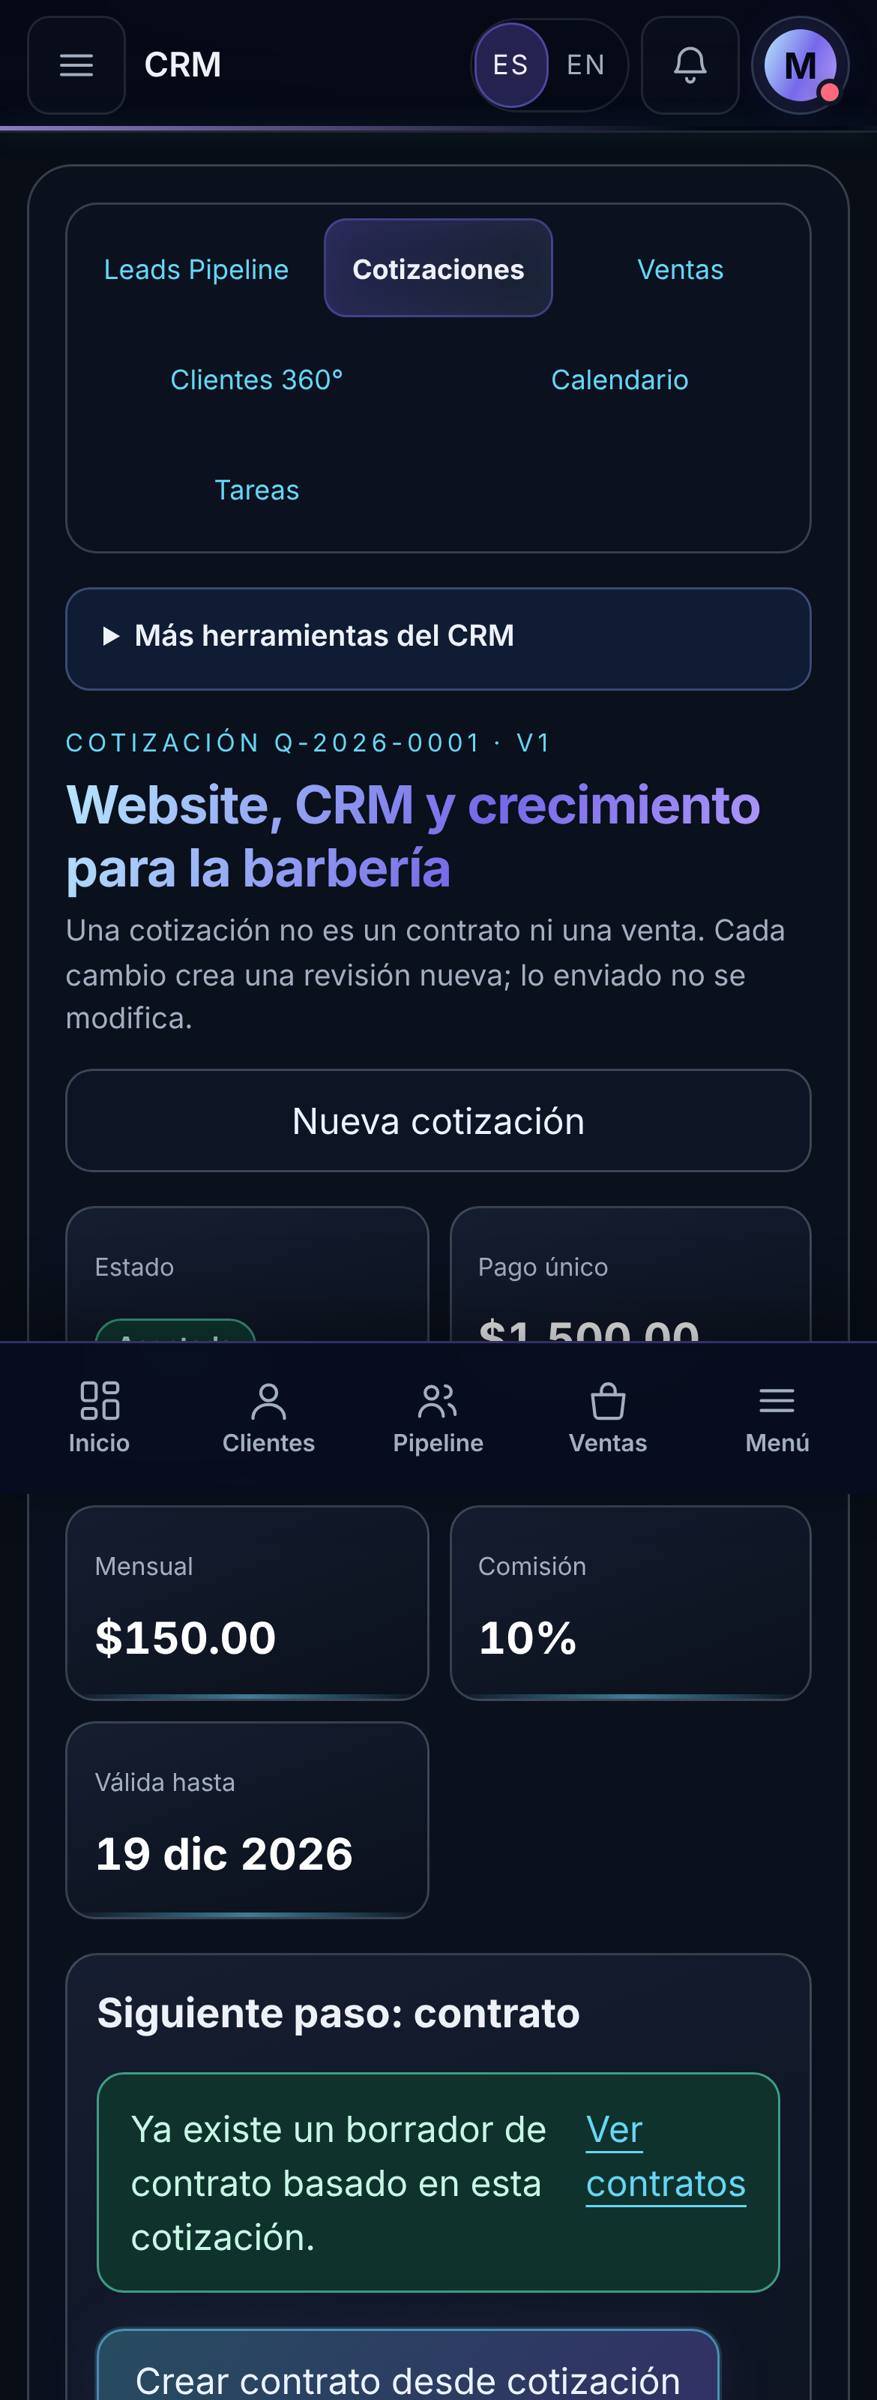 CRM
ES EN
M
Leads Pipeline
Cotizaciones
Ventas
Clientes 360°
Calendario
Tareas
▶ Más herramientas del CRM
COTIZACIÓN Q-2026-0001 · V1
Website, CRM y crecimiento
para la barbería
Una cotización no es un contrato ni una venta. Cada
cambio crea una revisión nueva; lo enviado no se
modifica.
Nueva cotización
Estado
Pago único
$1,500.00
Inicio
Clientes
Pipeline
Ventas
Menú
Mensual
$150.00
Comisión
10%
Válida hasta
19 dic 2026
Siguiente paso: contrato
Ya existe un borrador de
contrato basado en esta
cotización.
Ver
contratos
Crear contrato desde cotización